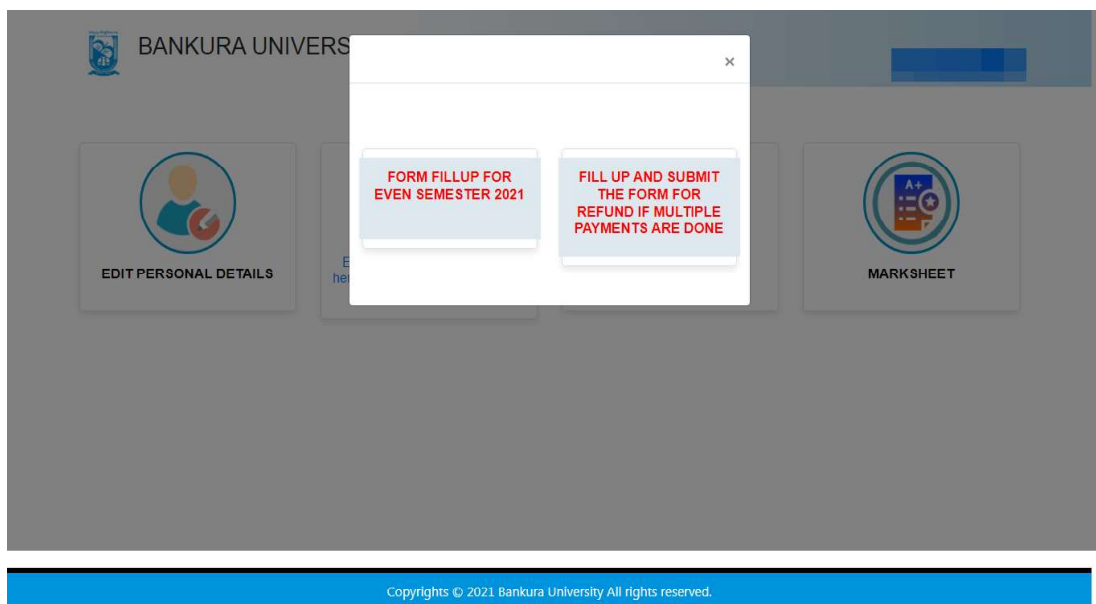 BANKURA UNIVERS
×
FORM FILLUP FOR
EVEN SEMESTER 2021
FILL UP AND SUBMIT
THE FORM FOR
REFUND IF MULTIPLE
PAYMENTS ARE DONE
EDIT PERSONAL DETAILS
MARKSHEET
A+
Copyrights © 2021 Bankura University All rights reserved.